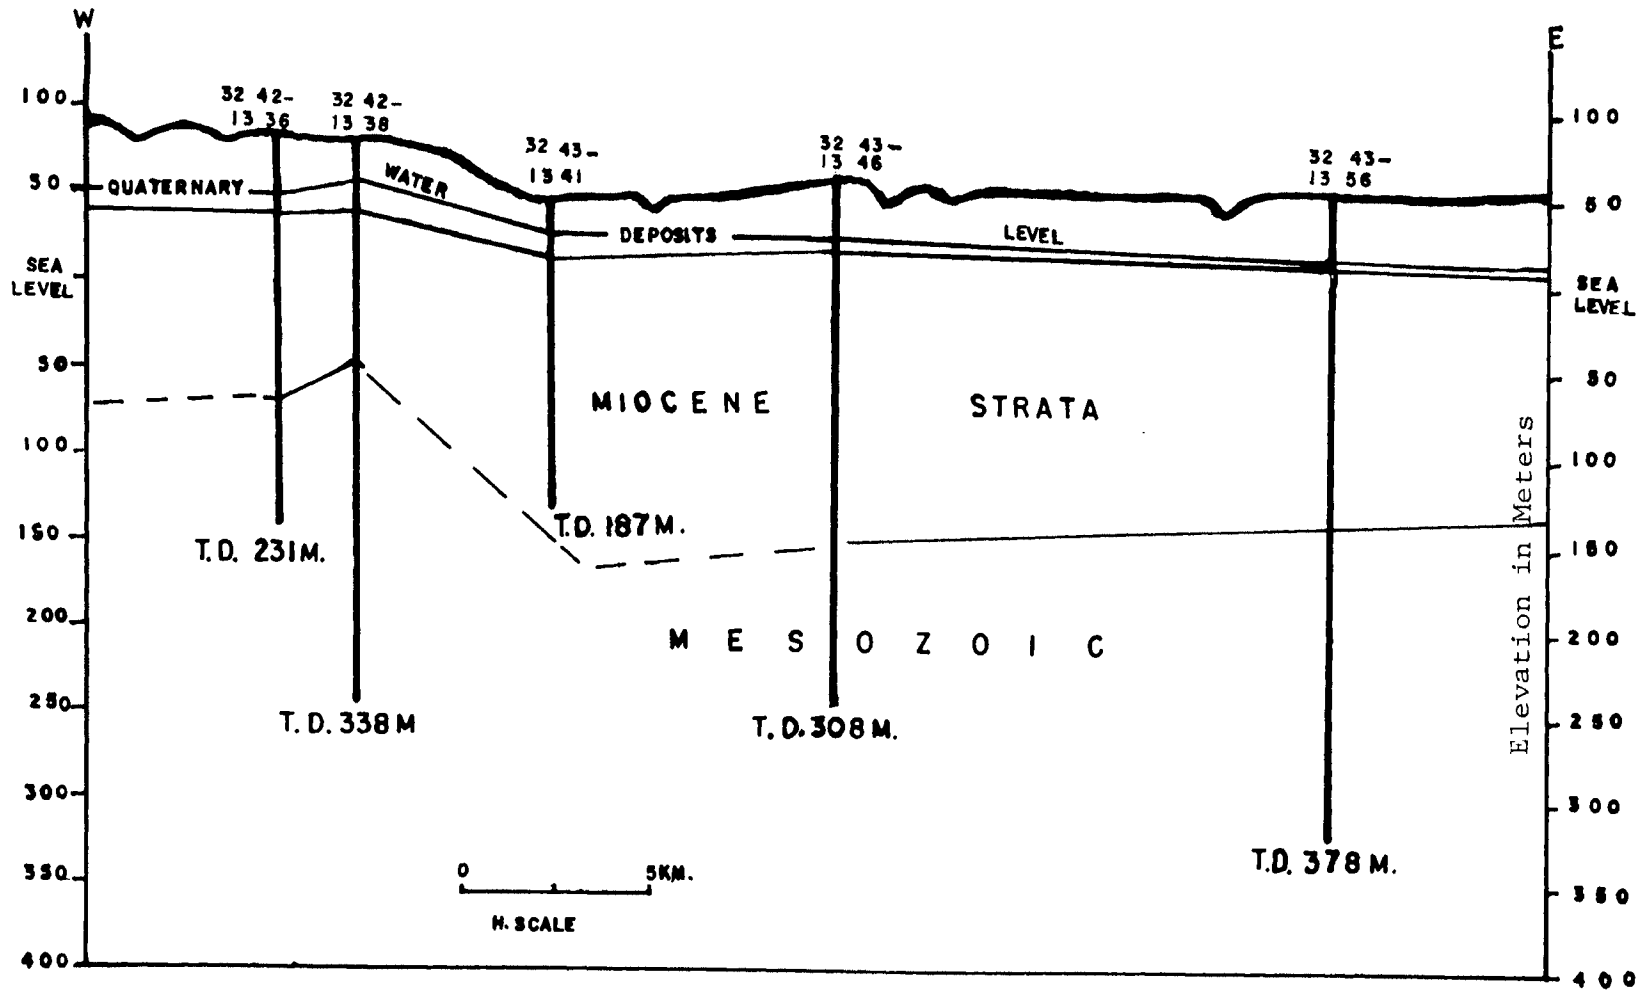 W
E
100
50
SEA
LEVEL
50
100
150
200
250
300
350
400
32 42-
13 36
32 42-
13 38
32 43-
13 41
32 43-
13 46
32 43-
13 56
QUATERNARY
WATER
DEPOSITS
LEVEL
MIOCENE STRATA
MESOZOIC
T.D. 231M.
T.D. 338M
T.D. 187M.
T.D. 308M.
T.D. 378M.
0 5KM.
H. SCALE
100
50
SEA
LEVEL
50
100
150
200
250
300
350
400
Elevation in Meters